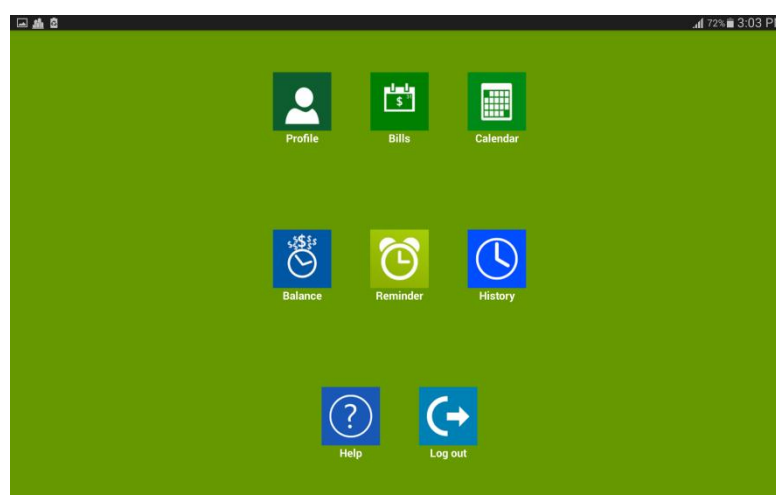 72% 3:03 P
Profile Bills Calendar
$
Balance Reminder History
Help Log out